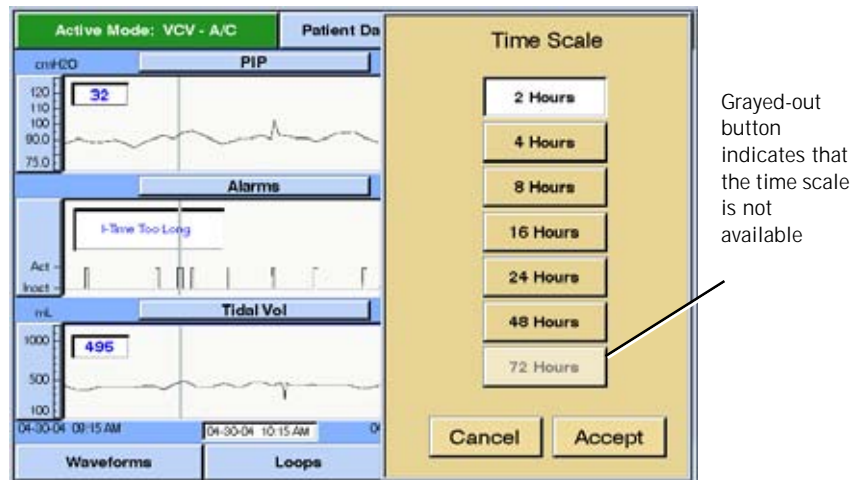 Active Mode: VCV - A/C
Patient Da
cmH2O
PIP
120
110
100
90.0
75.0
32
Alarms
I-Time Too Long
Act
Inact
mL
Tidal Vol
1000
500
100
495
04-30-04 09:15 AM
04-30-04 10:15 AM
0
Waveforms
Loops
Time Scale
2 Hours
4 Hours
8 Hours
16 Hours
24 Hours
48 Hours
72 Hours
Cancel
Accept
Grayed-out
button
indicates that
the time scale
is not
available